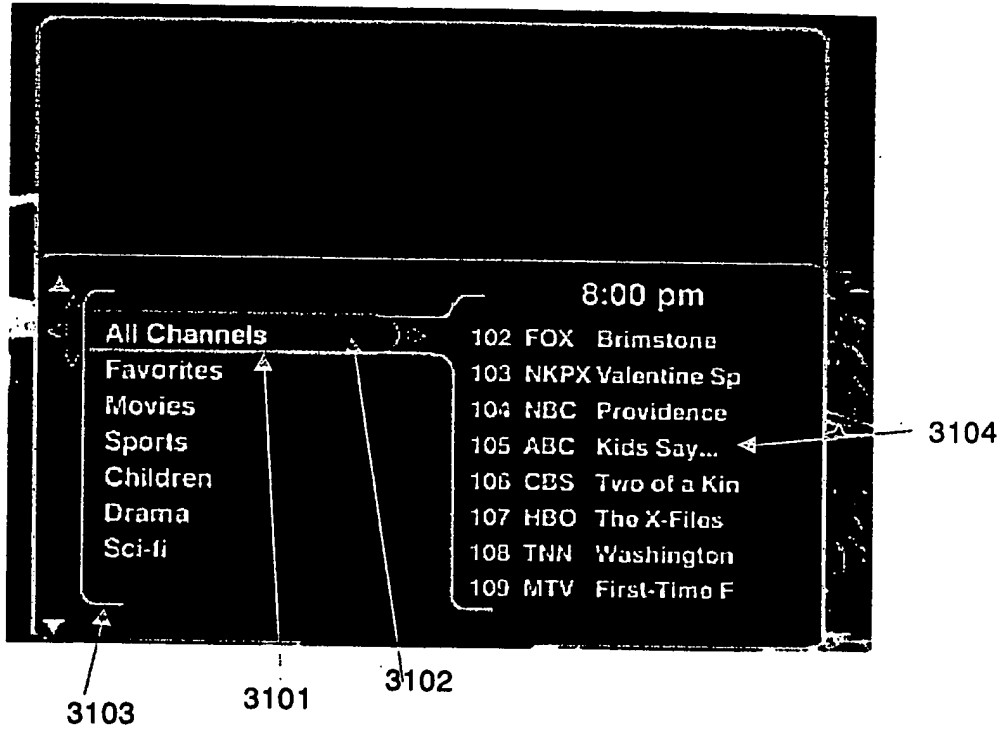 8:00 pm
All Channels
Favorites
Movies
Sports
Children
Drama
Sci-fi
102 FOX Brimstone
103 NKPX Valentine Sp
104 NBC Providence
105 ABC Kids Say...
106 CBS Two of a Kin
107 HBO The X-Files
108 TNN Washington
109 MTV First-Time F
3104
3103
3101
3102